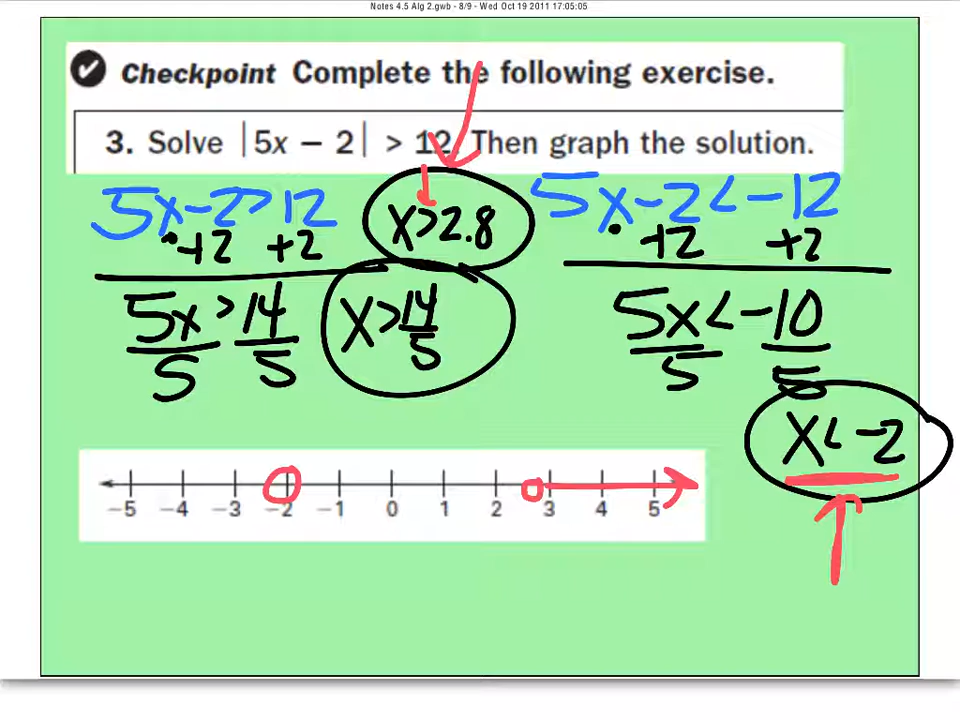 Notes 4.5 Alg 2.gwb - 8/9 - Wed Oct 19 2011 17:05:05
Checkpoint Complete the following exercise.
3. Solve |5x − 2| > 12. Then graph the solution.
5x-2>12
+2 +2
5x>14
5 5
x>2.8
x>14/5
5x-2<-12
+2 +2
5x<-10
5 5
x<-2
−5 −4 −3 −2 −1 0 1 2 3 4 5